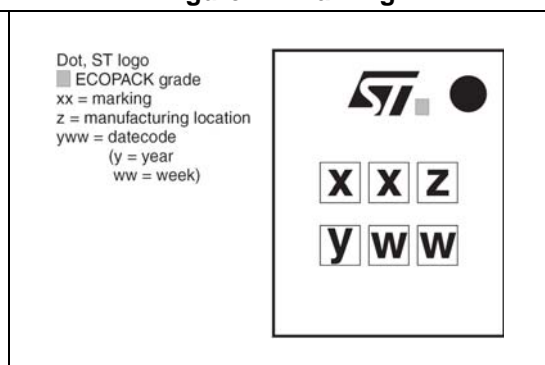 Dot, ST logo
ECOPACK grade
xx = marking
z = manufacturing location
yww = datecode
(y = year
ww = week)
ST
x x z
y w w